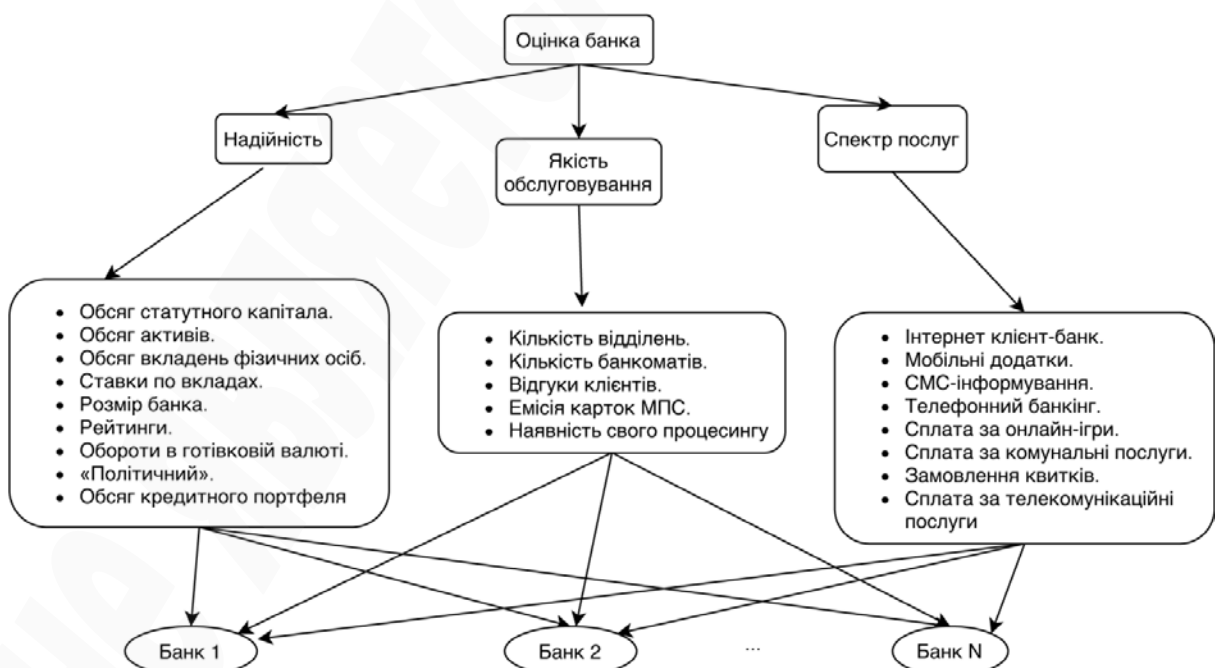 Оцінка банка
Надійність
Якість
обслуговування
Спектр послуг
• Обсяг статутного капітала.
• Обсяг активів.
• Обсяг вкладень фізичних осіб.
• Ставки по вкладах.
• Розмір банка.
• Рейтинги.
• Обороти в готівковій валюті.
• «Політичний».
• Обсяг кредитного портфеля
• Кількість відділень.
• Кількість банкоматів.
• Відгуки клієнтів.
• Емісія карток МПС.
• Наявність свого процесингу
• Інтернет клієнт-банк.
• Мобільні додатки.
• СМС-інформування.
• Телефонний банкінг.
• Сплата за онлайн-ігри.
• Сплата за комунальні послуги.
• Замовлення квитків.
• Сплата за телекомунікаційні
послуги
Банк 1
Банк 2
...
Банк N